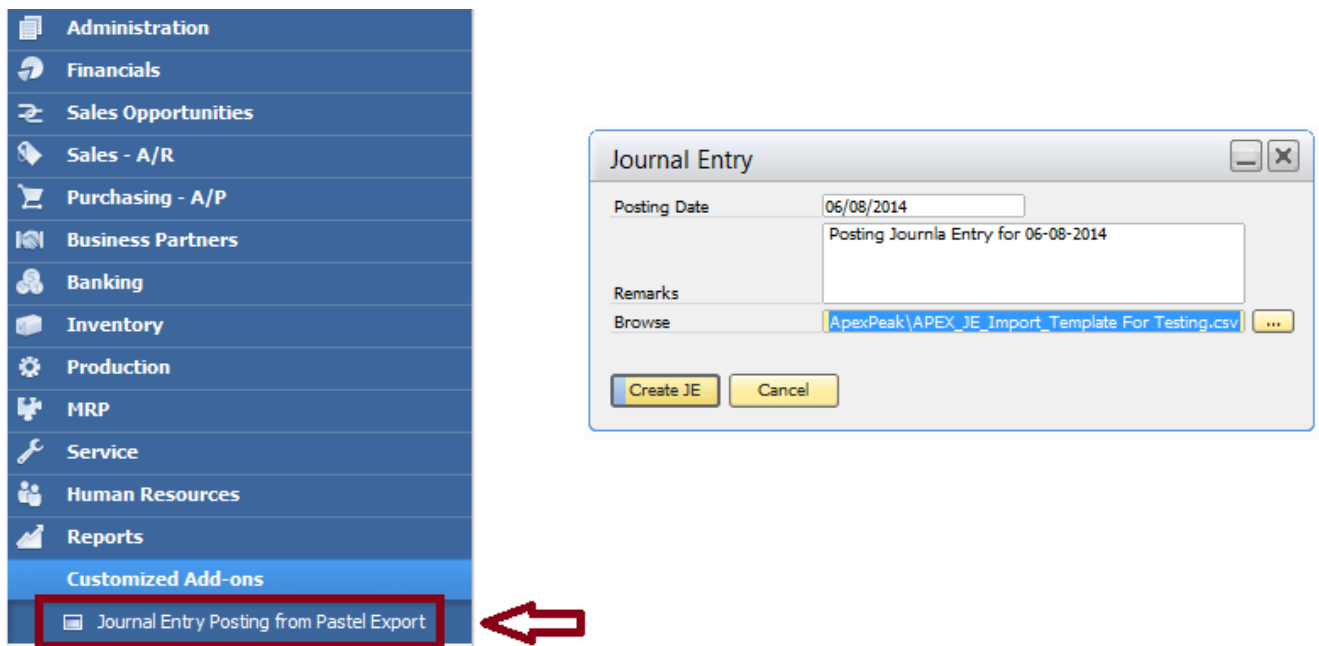 Administration
Financials
Sales Opportunities
Sales - A/R
Purchasing - A/P
Business Partners
Banking
Inventory
Production
MRP
Service
Human Resources
Reports
Customized Add-ons
Journal Entry Posting from Pastel Export
Journal Entry
Posting Date 06/08/2014
Posting Journla Entry for 06-08-2014
Remarks
Browse ApexPeak\APEX_JE_Import_Template For Testing.csv ...
Create JE Cancel